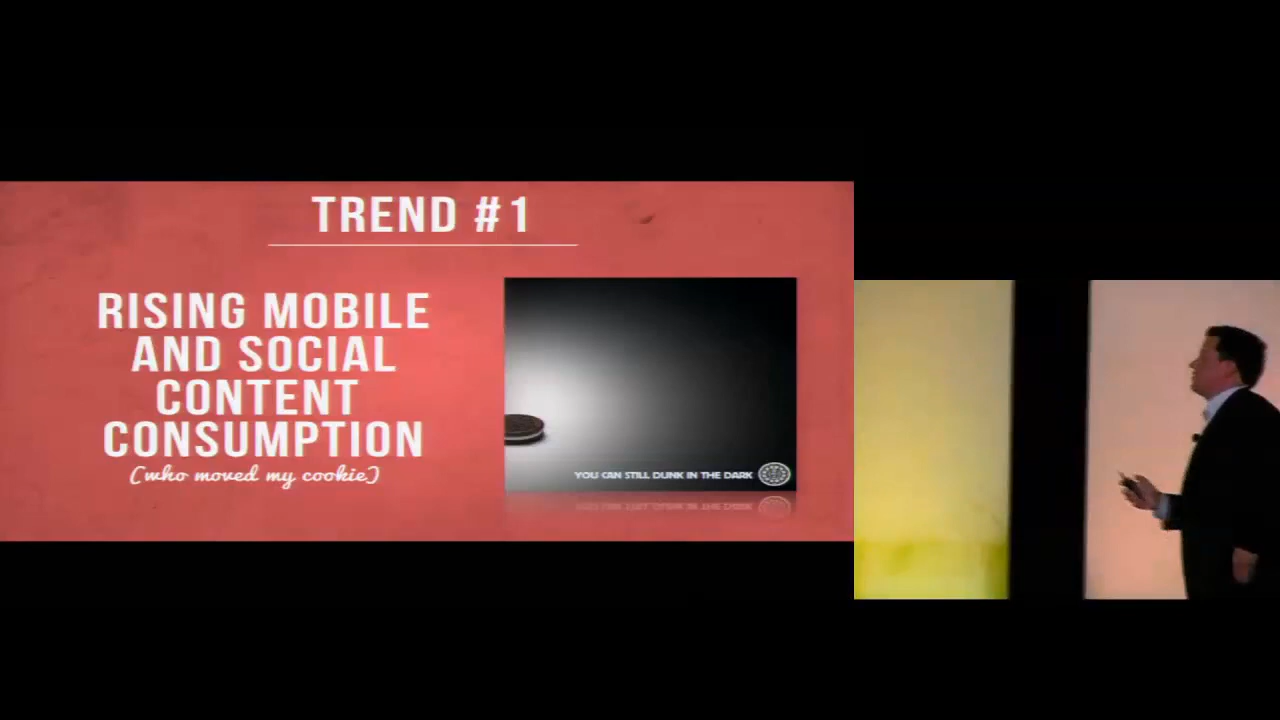 TREND #1
RISING MOBILE
AND SOCIAL
CONTENT
CONSUMPTION
(who moved my cookie)
YOU CAN STILL DUNK IN THE DARK